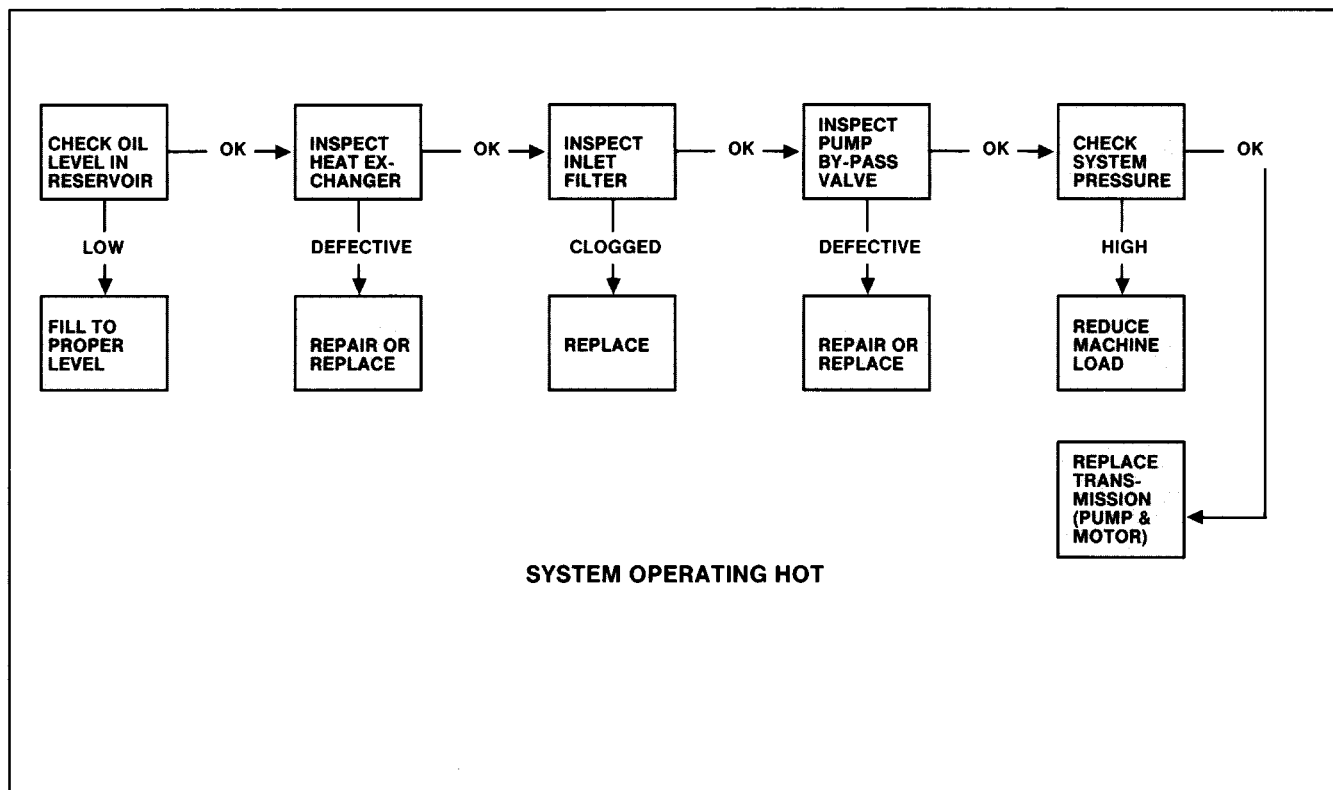 CHECK OIL
LEVEL IN
RESERVOIR
OK
INSPECT
HEAT EX-
CHANGER
OK
INSPECT
INLET
FILTER
OK
INSPECT
PUMP
BY-PASS
VALVE
OK
CHECK
SYSTEM
PRESSURE
OK
LOW
DEFECTIVE
CLOGGED
DEFECTIVE
HIGH
FILL TO
PROPER
LEVEL
REPAIR OR
REPLACE
REPLACE
REPAIR OR
REPLACE
REDUCE
MACHINE
LOAD
REPLACE
TRANS-
MISSION
(PUMP &
MOTOR)
SYSTEM OPERATING HOT